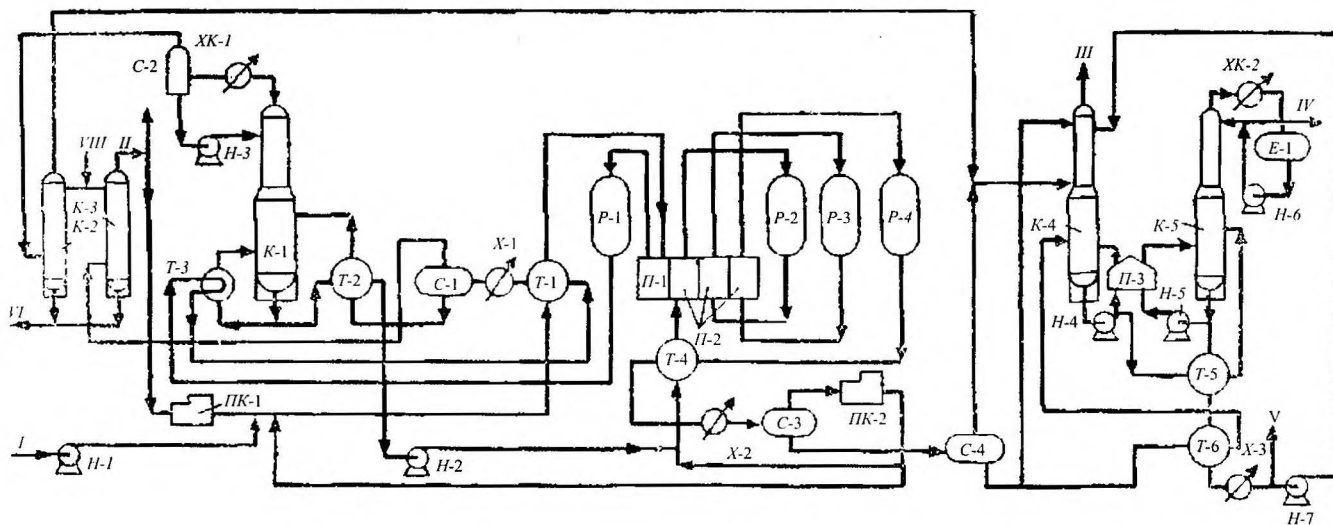 ХК-1
С-2
Н-3
VIII
II
К-3
К-2
VI
Т-3
К-1
Т-2
С-1
Х-1
Т-1
Р-1
П-1
П-2
Р-2
Р-3
Р-4
Т-4
ПК-1
I
Н-1
Н-2
Х-2
С-3
ПК-2
С-4
III
ХК-2
IV
Е-1
Н-6
К-4
К-5
П-3
Н-5
Н-4
Т-5
Т-6
Х-3
V
Н-7